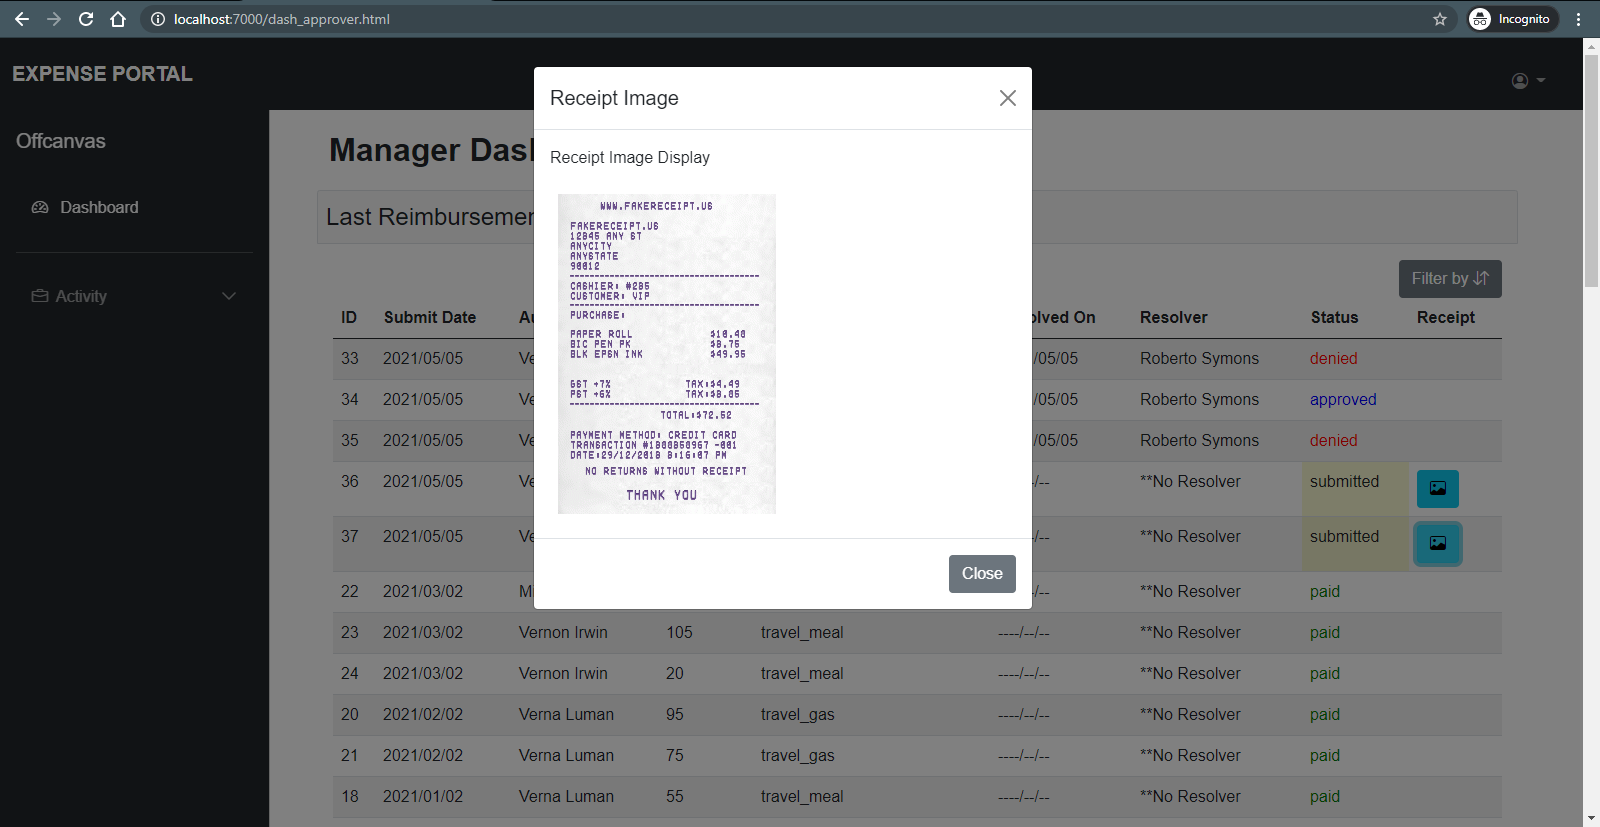 localhost:7000/dash_approver.html
Incognito
EXPENSE PORTAL
Offcanvas
Dashboard
Activity
Manager Das
Last Reimbursemen
Filter by
Receipt Image
Receipt Image Display
WWW.FAKERECEIPT.US
FAKERECEIPT.US
12345 ANY ST
ANYCITY
ANYSTATE
90012
CASHIER: #2B5
CUSTOMER: VIP
PURCHASE:
PAPER ROLL $10.40
BIC PEN PK $8.75
BLK EPSN INK $49.95
GST +7% TAX:$4.49
PST +6% TAX:$3.85
TOTAL:$72.52
PAYMENT METHOD: CREDIT CARD
TRANSACTION
DATE:29/12/2018 8:16:07 PM
NO RETURNS WITHOUT RECEIPT
THANK YOU
Close
ID Submit Date olved On Resolver Status Receipt
33 2021/05/05 Ve /05/05 Roberto Symons denied
34 2021/05/05 Ve /05/05 Roberto Symons approved
35 2021/05/05 Ve /05/05 Roberto Symons denied
36 2021/05/05 Ve -/-- **No Resolver submitted
37 2021/05/05 Ve -/-- **No Resolver submitted
22 2021/03/02 Mi -/-- **No Resolver paid
23 2021/03/02 Vernon Irwin 105 travel_meal ----/--/-- **No Resolver paid
24 2021/03/02 Vernon Irwin 20 travel_meal ----/--/-- **No Resolver paid
20 2021/02/02 Verna Luman 95 travel_gas ----/--/-- **No Resolver paid
21 2021/02/02 Verna Luman 75 travel_gas ----/--/-- **No Resolver paid
18 2021/01/02 Verna Luman 55 travel_meal ----/--/-- **No Resolver paid